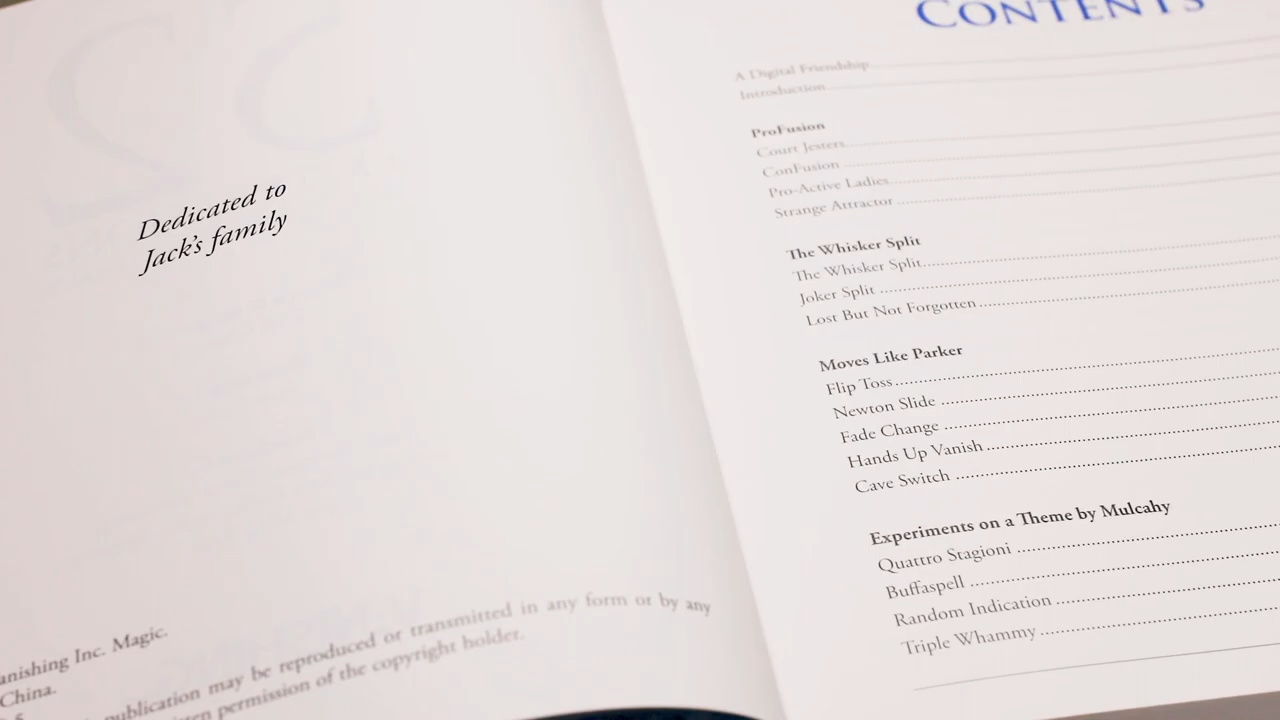 Dedicated to
Jack's family
anishing Inc. Magic.
China.
publication may be reproduced or transmitted in any form or by any
permission of the copyright holder.
CONTENTS
A Digital Friendship
Introduction
ProFusion
Court Jesters
ConFusion
Pro-Active Ladies
Strange Attractor
The Whisker Split
The Whisker Split
Joker Split
Lost But Not Forgotten
Moves Like Parker
Flip Toss
Newton Slide
Fade Change
Hands Up Vanish
Cave Switch
Experiments on a Theme by Mulcahy
Quattro Stagioni
Buffaspell
Random Indication
Triple Whammy